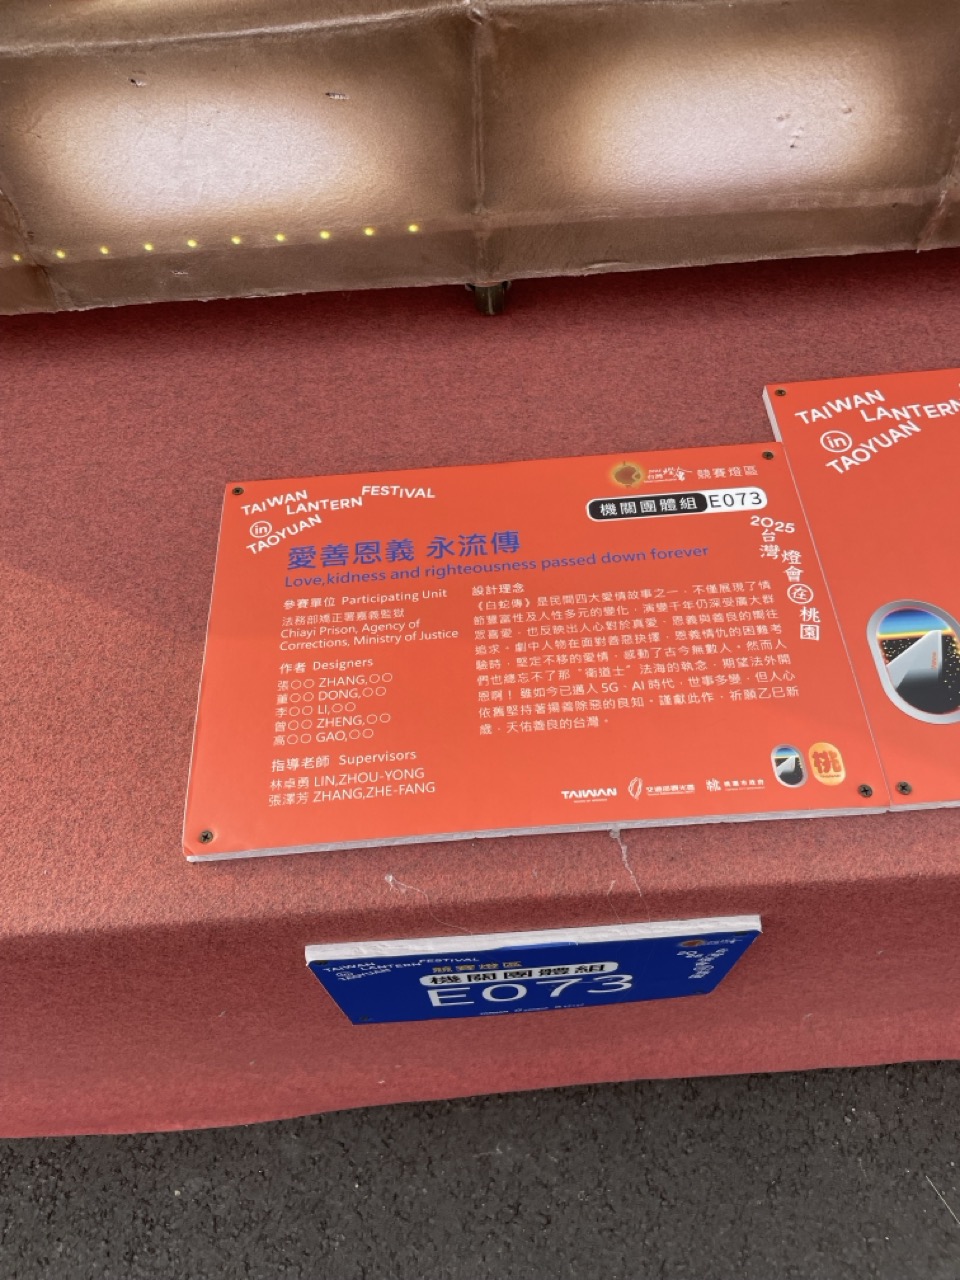 TAIWAN
LANTERN
FESTIVAL
in
TAOYUAN
競賽燈區
機關團體組 E073
2025
台灣燈會在桃園
愛善恩義 永流傳
Love,kidness and righteousness passed down forever
參賽單位 Participating Unit
法務部矯正署嘉義監獄
Chiayi Prison, Agency of
Corrections, Ministry of Justice
作者 Designers
張○○ ZHANG,○○
董○○ DONG,○○
李○○ LI,○○
曾○○ ZHENG,○○
高○○ GAO,○○
指導老師 Supervisors
林卓勇 LIN,ZHOU-YONG
張澤芳 ZHANG,ZHE-FANG
設計理念
《白蛇傳》是民間四大愛情故事之一，不僅展現了情
節豐富性及人性多元的變化，演變千年仍深受廣大群
眾喜愛，也反映出人心對於真愛、恩義與善良的嚮往
追求。劇中人物在面對善惡抉擇，恩義情仇的困難考
驗時，堅定不移的愛情，感動了古今無數人。然而人
們也總忘不了那“衛道士”法海的執念，期望法外開
恩啊！雖如今已邁入5G、AI時代，世事多變，但人心
依舊堅持著揚善除惡的良知。謹獻此作，祈願乙巳新
歲，天佑善良的台灣。
TAIWAN
交通部觀光署
桃園市政府
桃
TAIWAN
LANTERN
in
TAOYUAN
TAIWAN
LANTERN
FESTIVAL
TAOYUAN
競賽燈區
機關團體組
E073